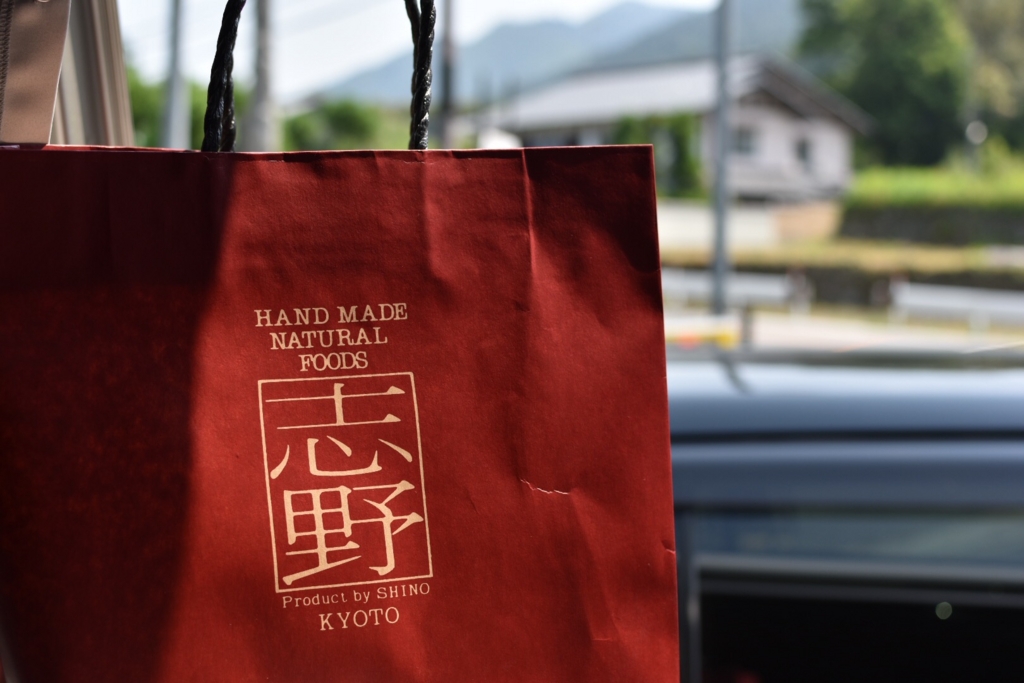 HAND MADE
NATURAL
FOODS
志
野
Product by SHINO
KYOTO